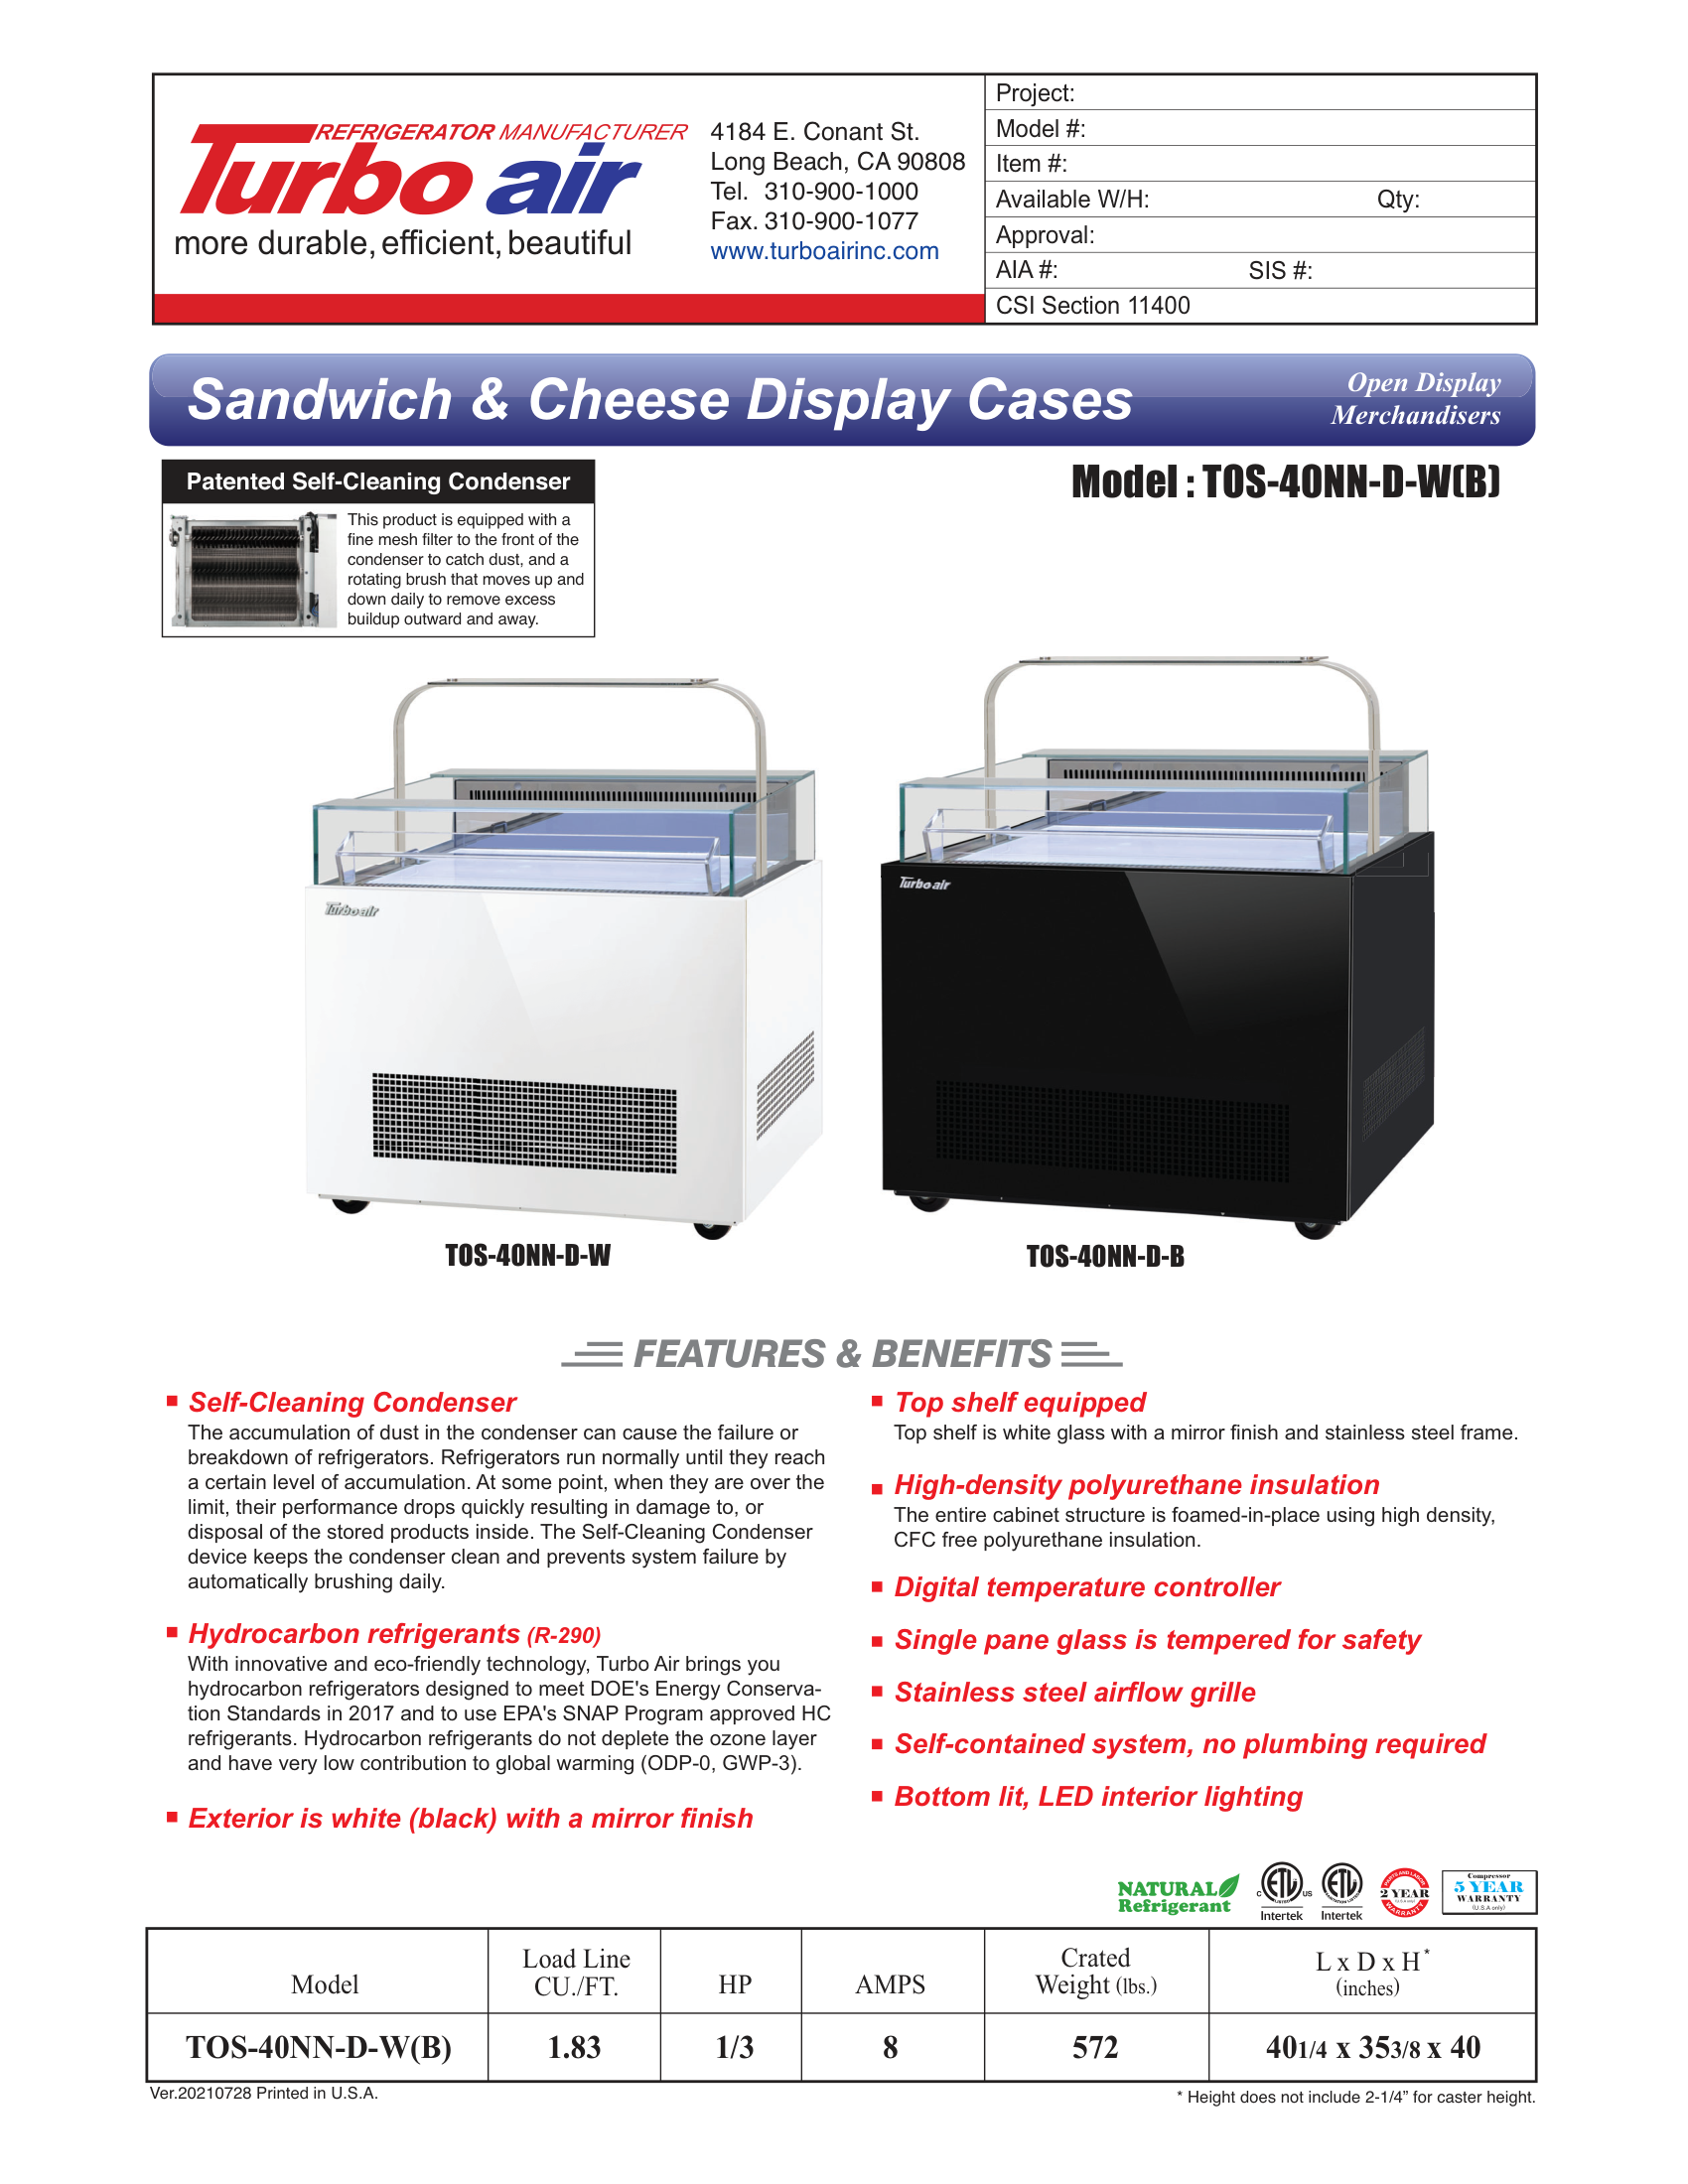 REFRIGERATOR MANUFACTURER
Turbo air
more durable, efficient, beautiful
4184 E. Conant St.
Long Beach, CA 90808
Tel. 310-900-1000
Fax. 310-900-1077
www.turboairinc.com
Project:
Model #:
Item #:
Available W/H: Qty:
Approval:
AIA #: SIS #:
CSI Section 11400
Sandwich & Cheese Display Cases
Open Display
Merchandisers
Patented Self-Cleaning Condenser
This product is equipped with a
fine mesh filter to the front of the
condenser to catch dust, and a
rotating brush that moves up and
down daily to remove excess
buildup outward and away.
Model : TOS-40NN-D-W(B)
Turbo air
Turbo air
TOS-40NN-D-W
TOS-40NN-D-B
FEATURES & BENEFITS
Self-Cleaning Condenser
The accumulation of dust in the condenser can cause the failure or
breakdown of refrigerators. Refrigerators run normally until they reach
a certain level of accumulation. At some point, when they are over the
limit, their performance drops quickly resulting in damage to, or
disposal of the stored products inside. The Self-Cleaning Condenser
device keeps the condenser clean and prevents system failure by
automatically brushing daily.
Hydrocarbon refrigerants (R-290)
With innovative and eco-friendly technology, Turbo Air brings you
hydrocarbon refrigerators designed to meet DOE's Energy Conserva-
tion Standards in 2017 and to use EPA's SNAP Program approved HC
refrigerants. Hydrocarbon refrigerants do not deplete the ozone layer
and have very low contribution to global warming (ODP-0, GWP-3).
Exterior is white (black) with a mirror finish
Top shelf equipped
Top shelf is white glass with a mirror finish and stainless steel frame.
High-density polyurethane insulation
The entire cabinet structure is foamed-in-place using high density,
CFC free polyurethane insulation.
Digital temperature controller
Single pane glass is tempered for safety
Stainless steel airflow grille
Self-contained system, no plumbing required
Bottom lit, LED interior lighting
NATURAL
Refrigerant
C ETL US
Intertek
ETL
Intertek
PARTS AND LABOR
2 YEAR
WARRANTY
Compressor
5 YEAR
WARRANTY
(U.S.A only)
Model
Load Line
CU./FT.
HP
AMPS
Crated
Weight (lbs.)
L x D x H*
(inches)
TOS-40NN-D-W(B) 1.83 1/3 8 572 401/4 x 353/8 x 40
Ver.20210728 Printed in U.S.A.
* Height does not include 2-1/4” for caster height.